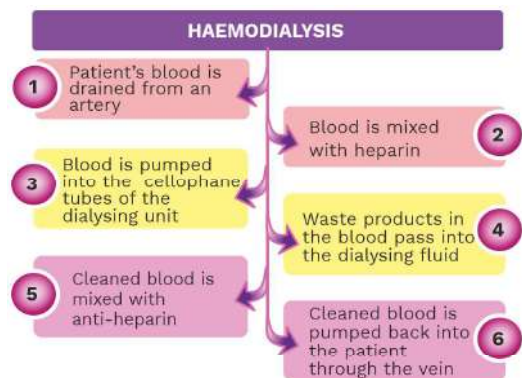 HAEMODIALYSIS
1
Patient's blood is
drained from an
artery
2
Blood is mixed
with heparin
3
Blood is pumped
into the cellophane
tubes of the
dialysing unit
4
Waste products in
the blood pass into
the dialysing fluid
5
Cleaned blood is
mixed with
anti-heparin
6
Cleaned blood is
pumped back into
the patient
through the vein